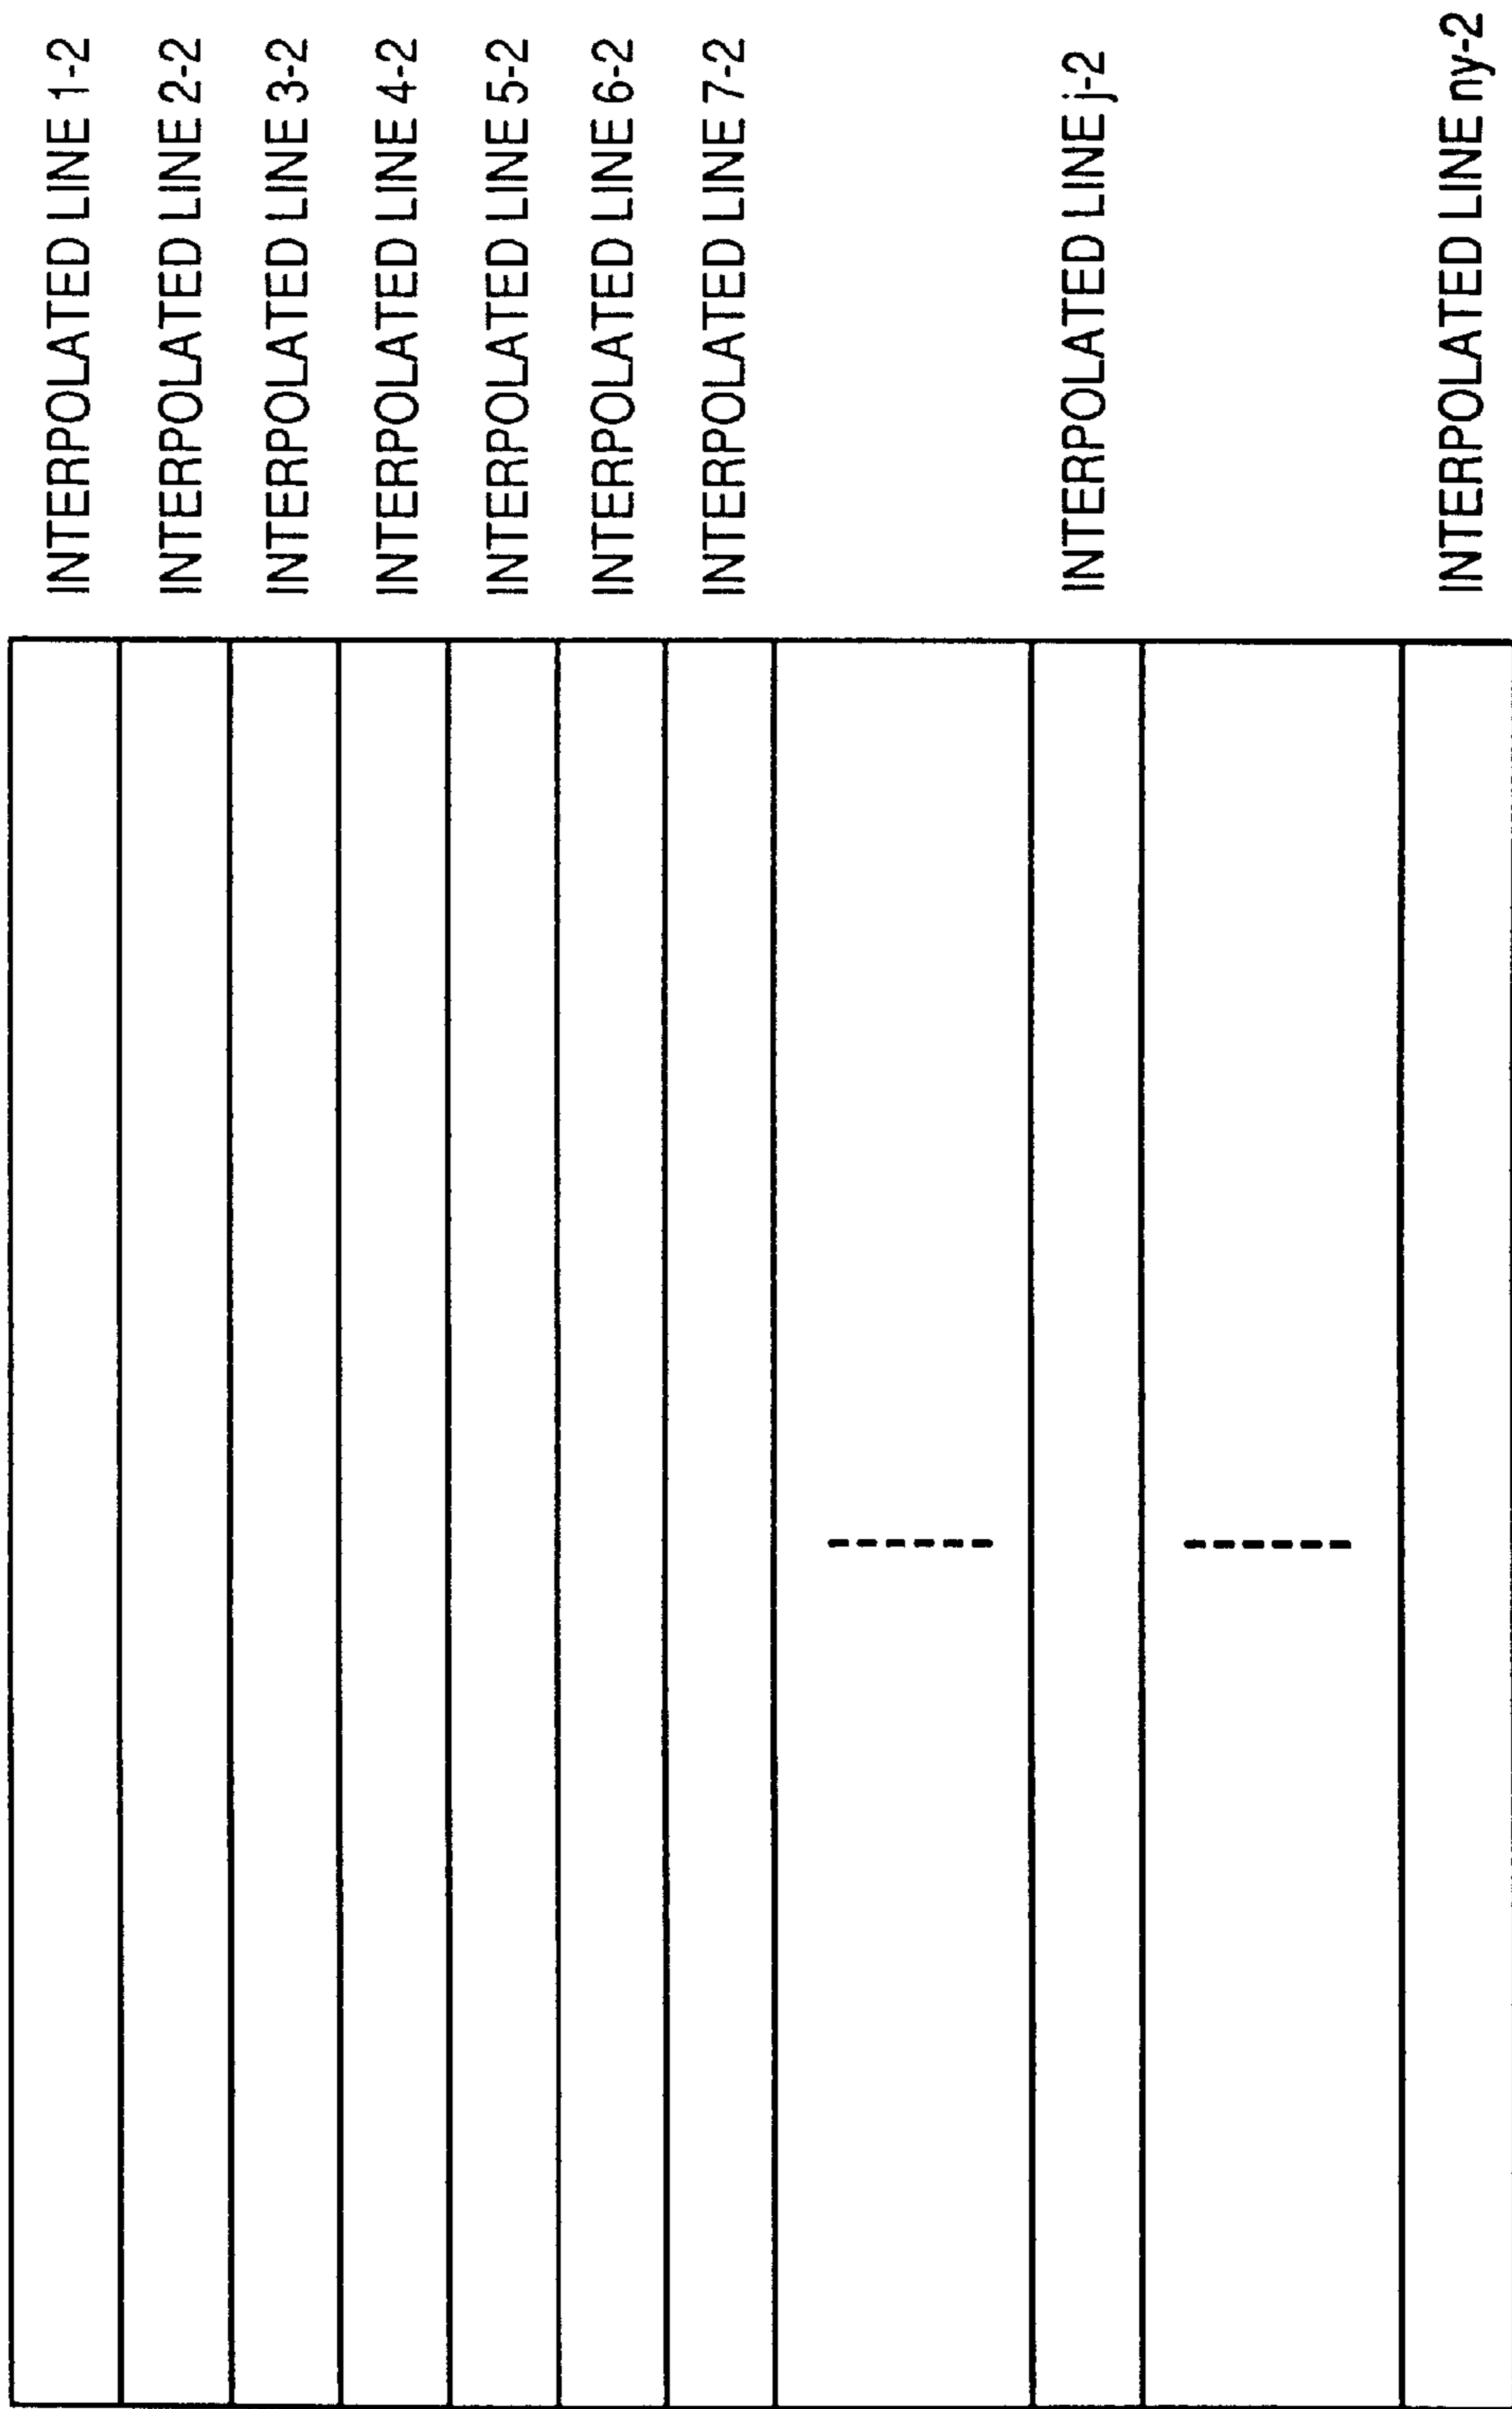 INTERPOLATED LINE 1-2
INTERPOLATED LINE 2-2
INTERPOLATED LINE 3-2
INTERPOLATED LINE 4-2
INTERPOLATED LINE 5-2
INTERPOLATED LINE 6-2
INTERPOLATED LINE 7-2
INTERPOLATED LINE j-2
INTERPOLATED LINE ny-2